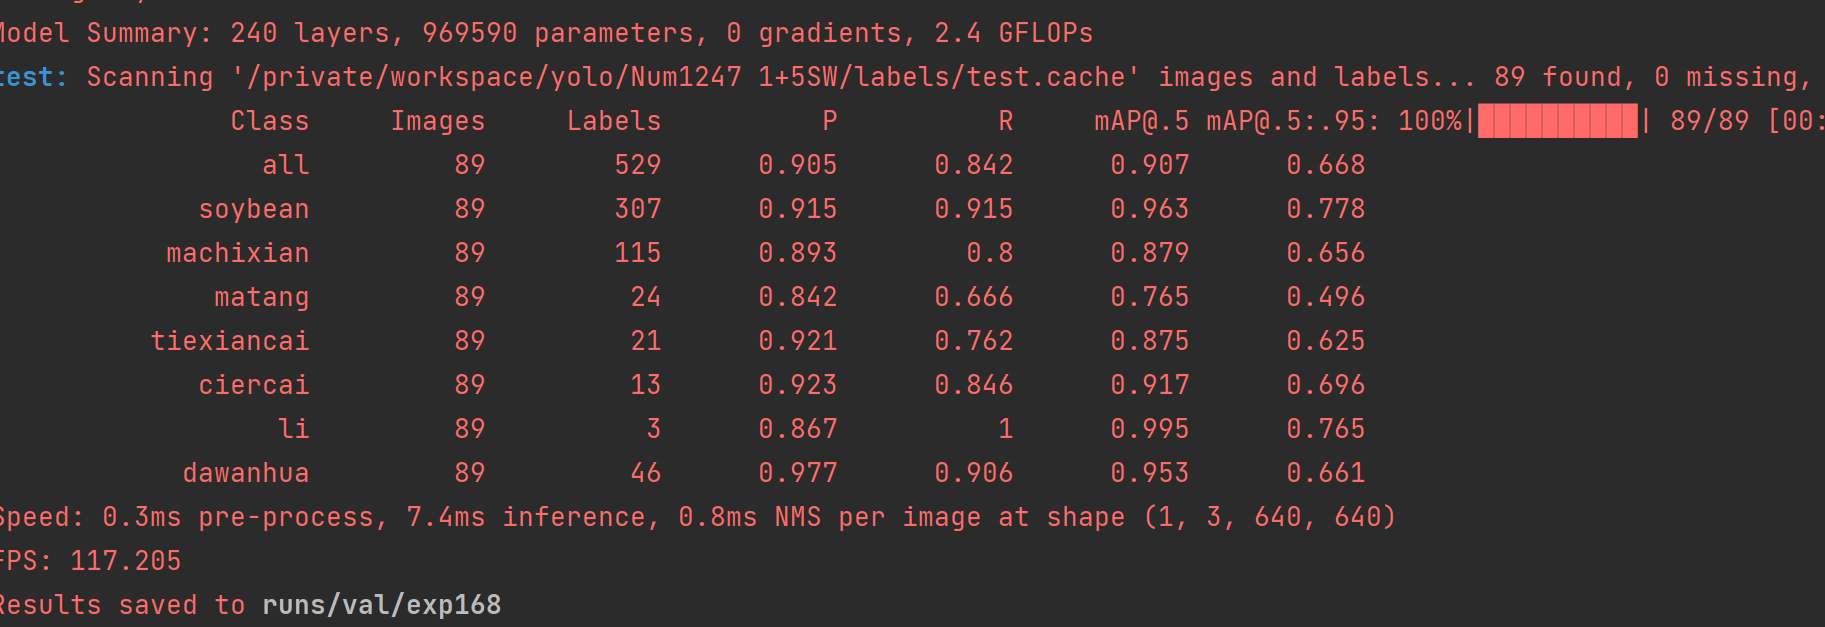 Model Summary: 240 layers, 969590 parameters, 0 gradients, 2.4 GFLOPs
test: Scanning '/private/workspace/yolo/Num1247 1+5SW/labels/test.cache' images and labels... 89 found, 0 missing,
Class Images Labels P R mAP@.5 mAP@.5:.95: 100%|██████████| 89/89 [00:
all 89 529 0.905 0.842 0.907 0.668
soybean 89 307 0.915 0.915 0.963 0.778
machixian 89 115 0.893 0.8 0.879 0.656
matang 89 24 0.842 0.666 0.765 0.496
tiexiancai 89 21 0.921 0.762 0.875 0.625
ciercai 89 13 0.923 0.846 0.917 0.696
li 89 3 0.867 1 0.995 0.765
dawanhua 89 46 0.977 0.906 0.953 0.661
Speed: 0.3ms pre-process, 7.4ms inference, 0.8ms NMS per image at shape (1, 3, 640, 640)
FPS: 117.205
Results saved to runs/val/exp168